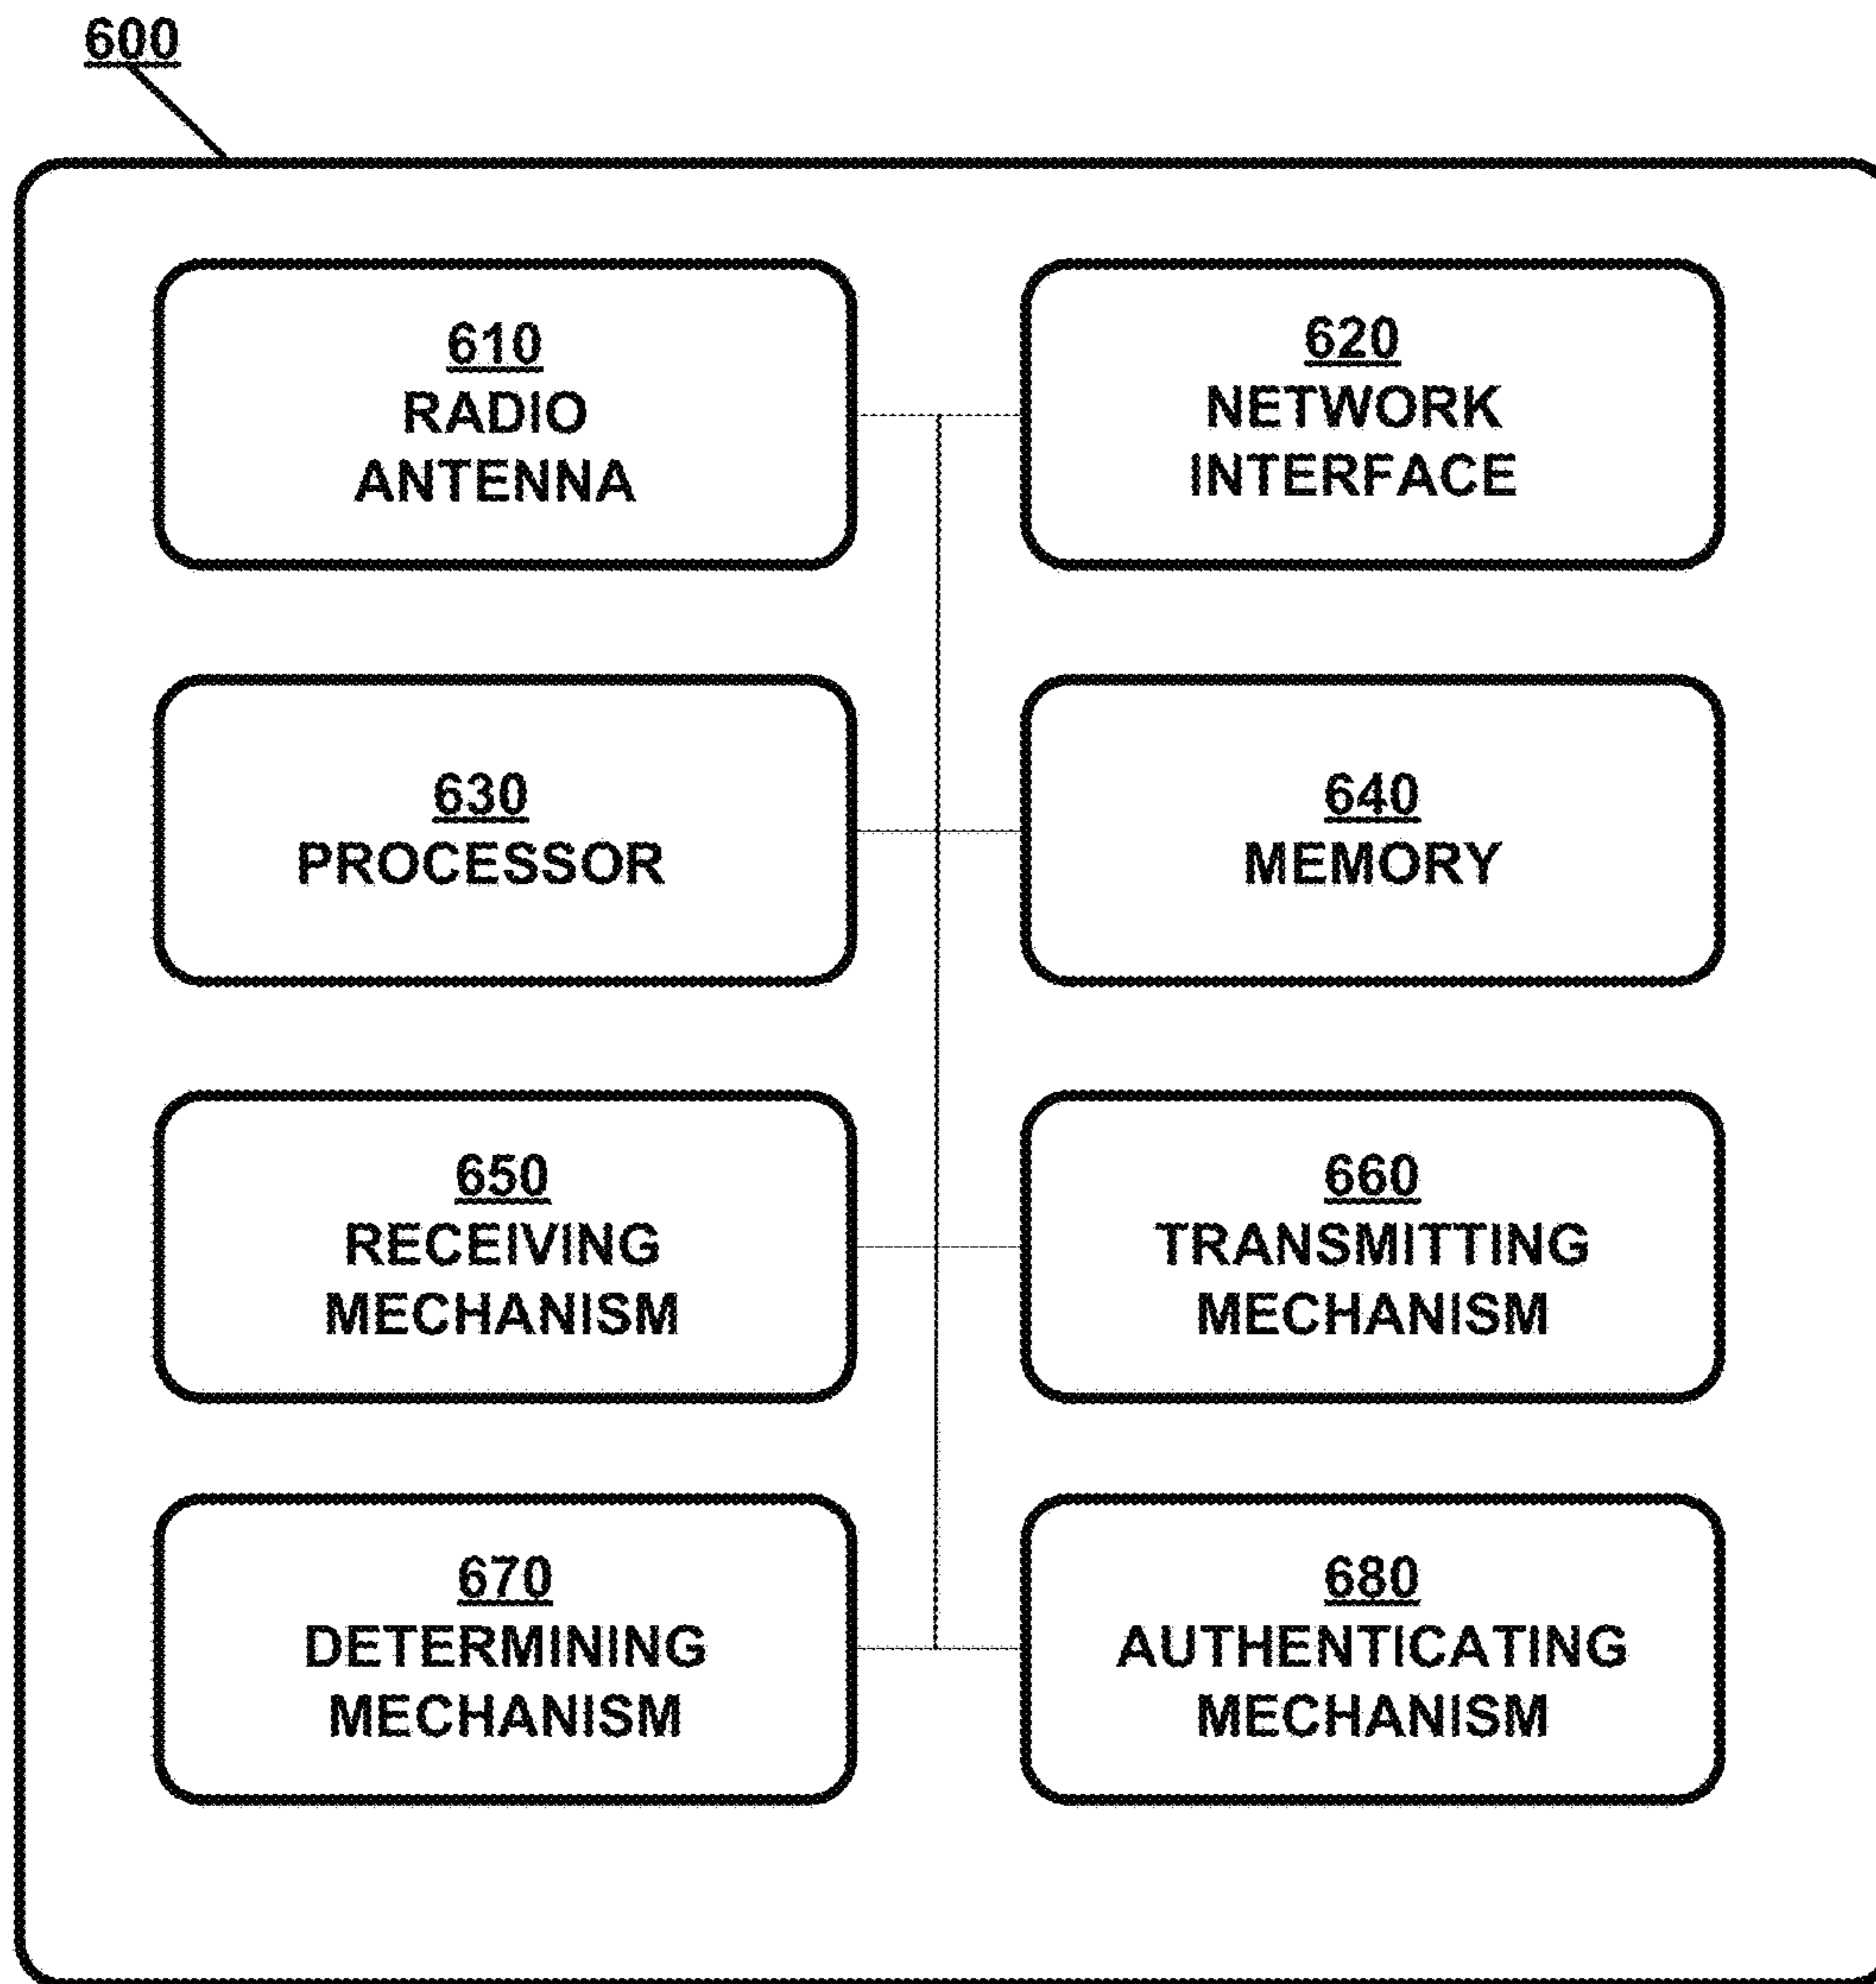 600
610
RADIO
ANTENNA
620
NETWORK
INTERFACE
630
PROCESSOR
640
MEMORY
650
RECEIVING
MECHANISM
660
TRANSMITTING
MECHANISM
670
DETERMINING
MECHANISM
680
AUTHENTICATING
MECHANISM